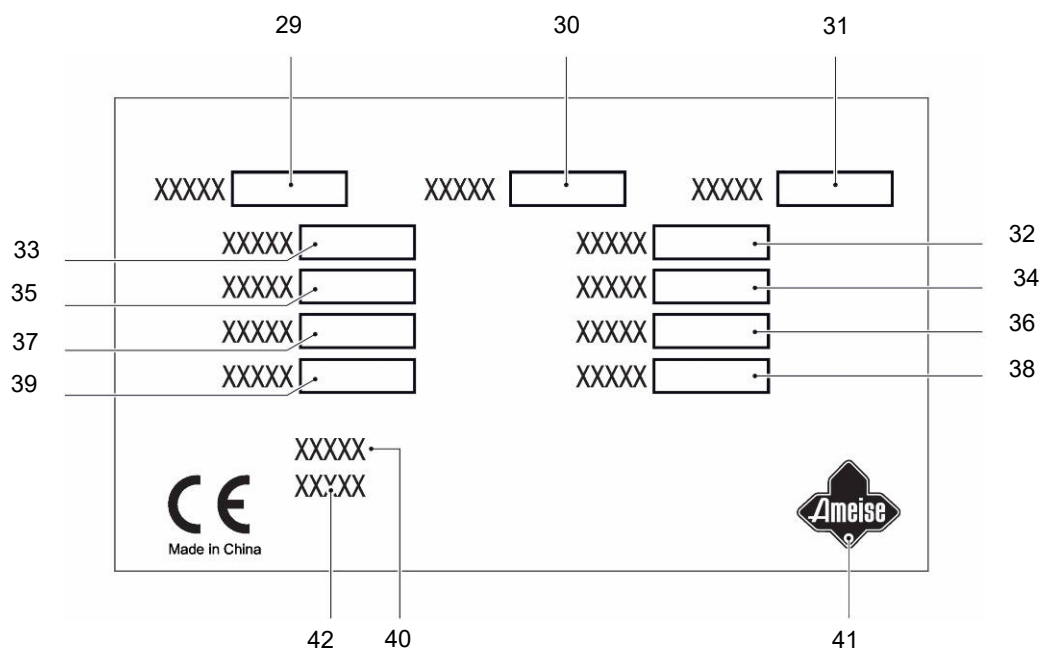 29 30 31
XXXXX XXXXX XXXXX
33 XXXXX XXXXX 32
35 XXXXX XXXXX 34
37 XXXXX XXXXX 36
39 XXXXX XXXXX 38
XXXXX
XXXXX
CE
Ameise
Made in China
42 40 41